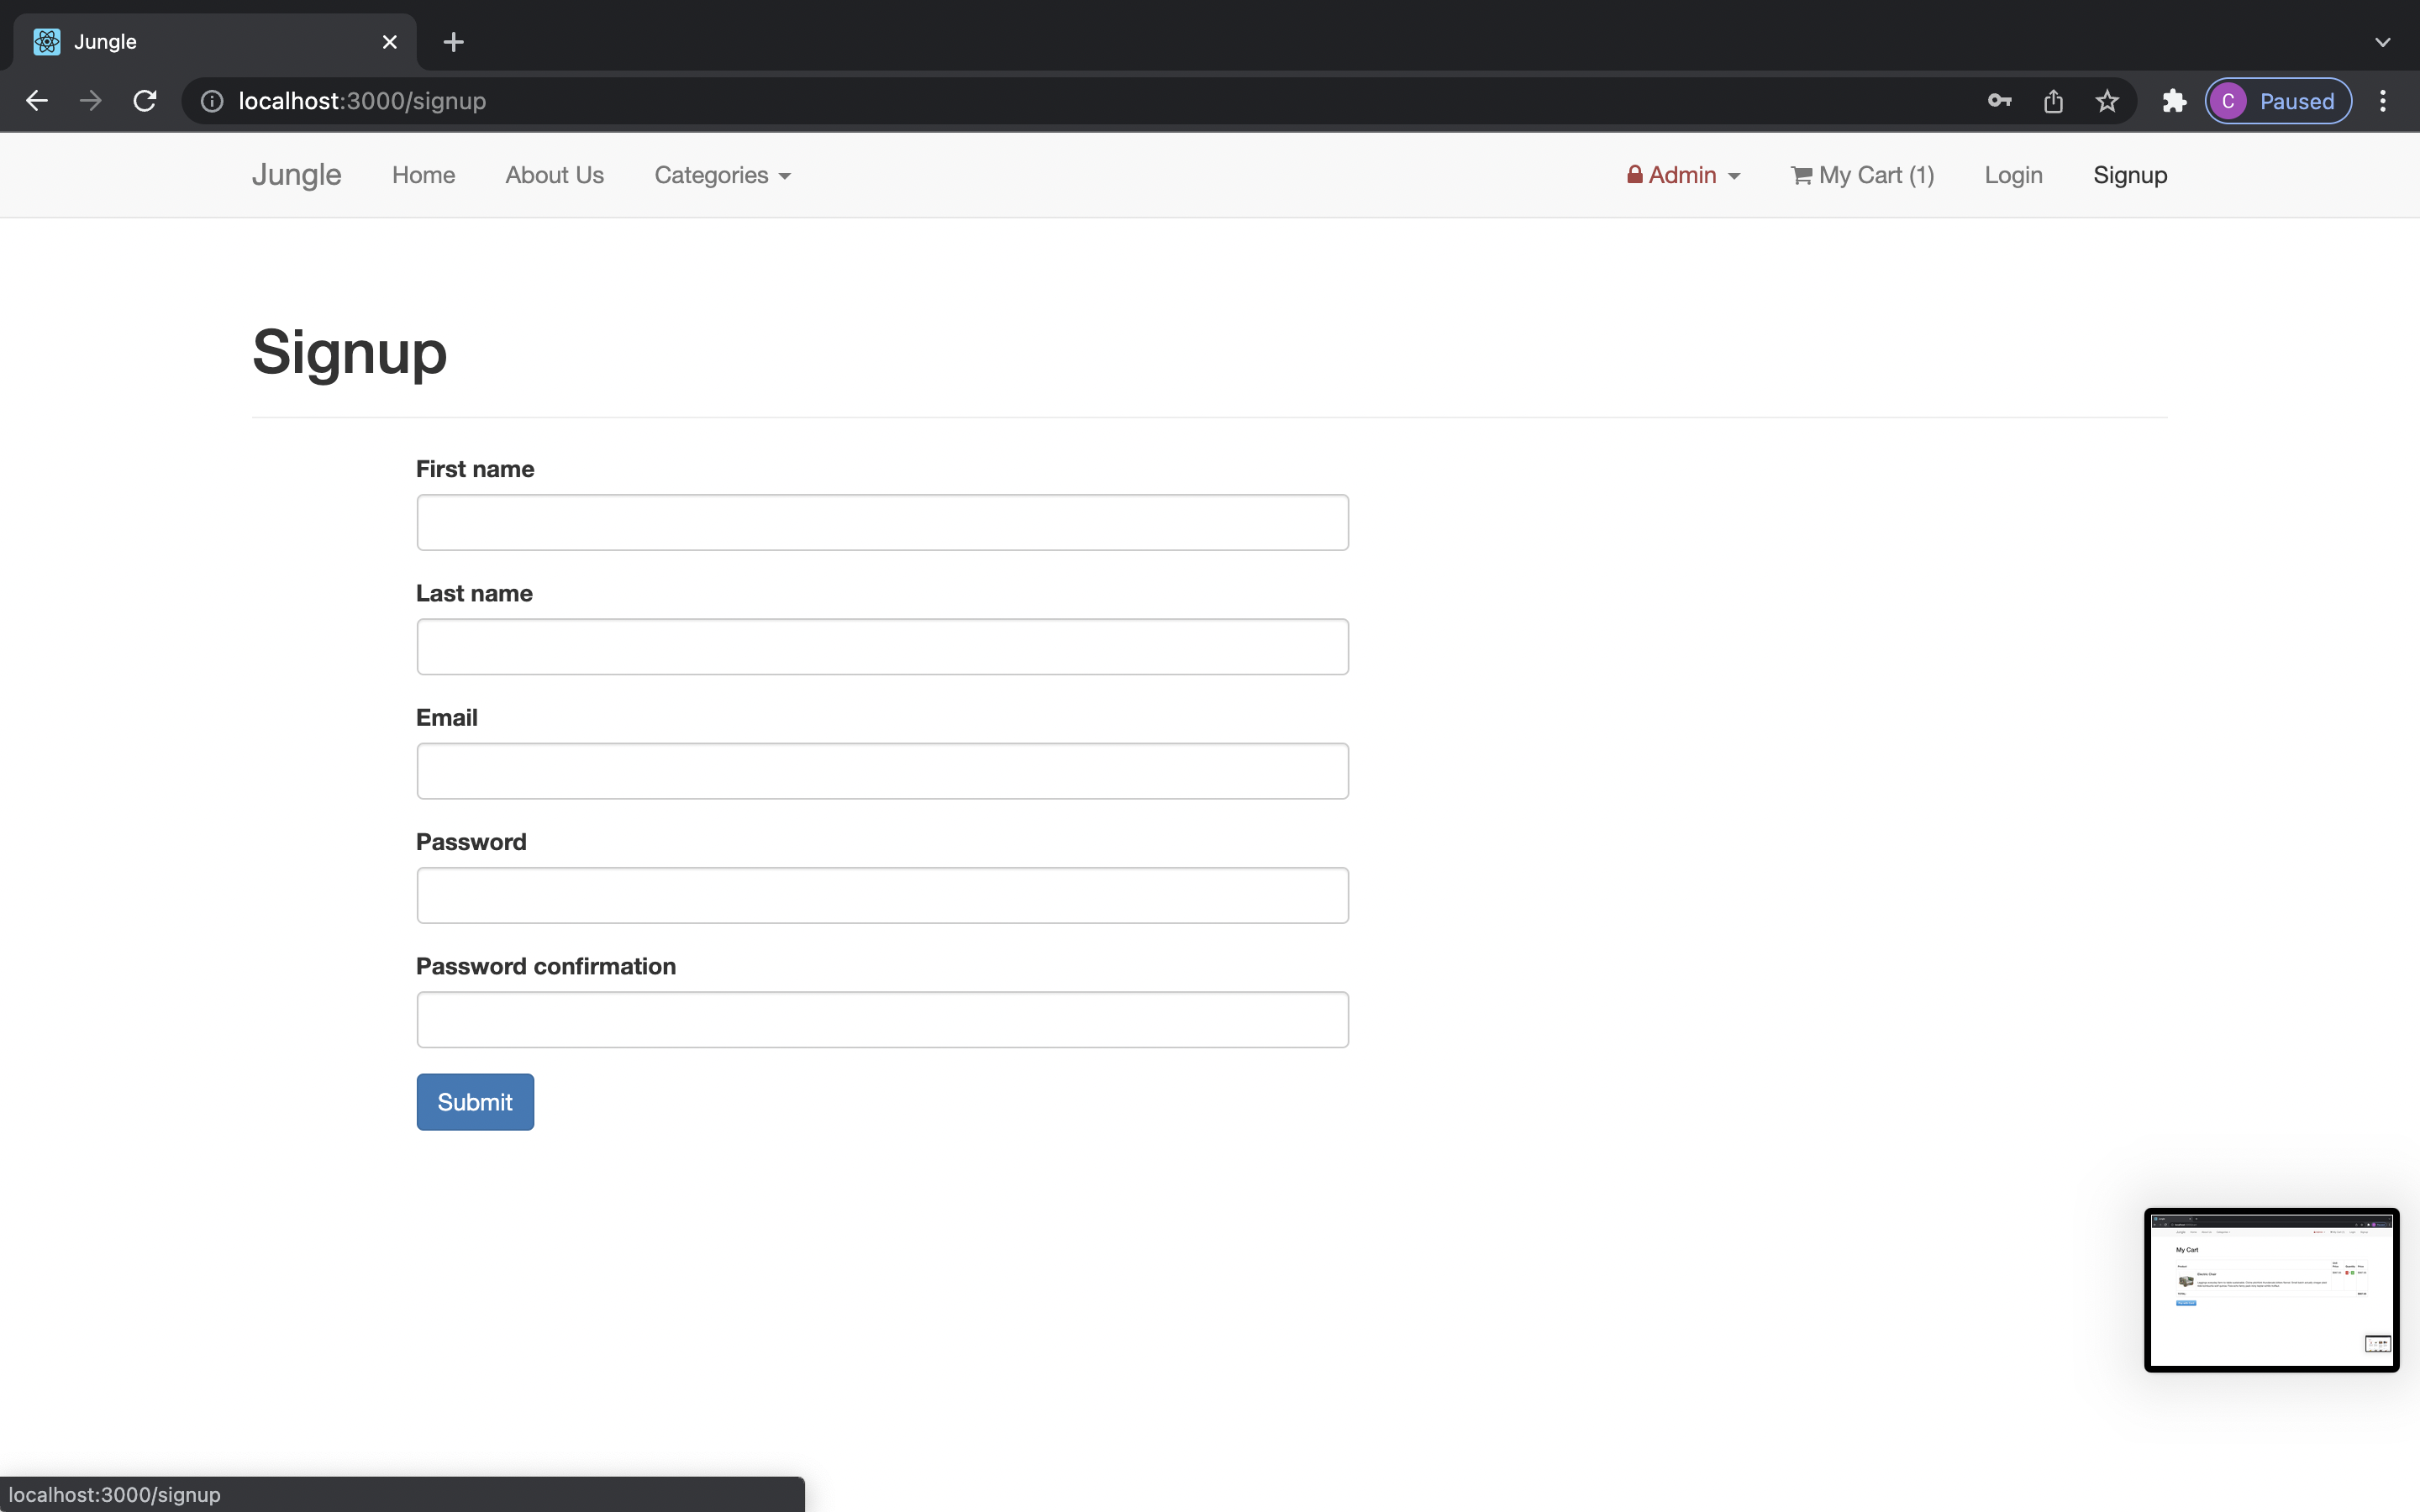 Jungle
localhost:3000/signup
C Paused
Jungle Home About Us Categories Admin My Cart (1) Login Signup
Signup
First name
Last name
Email
Password
Password confirmation
Submit
My Cart
localhost:3000/signup